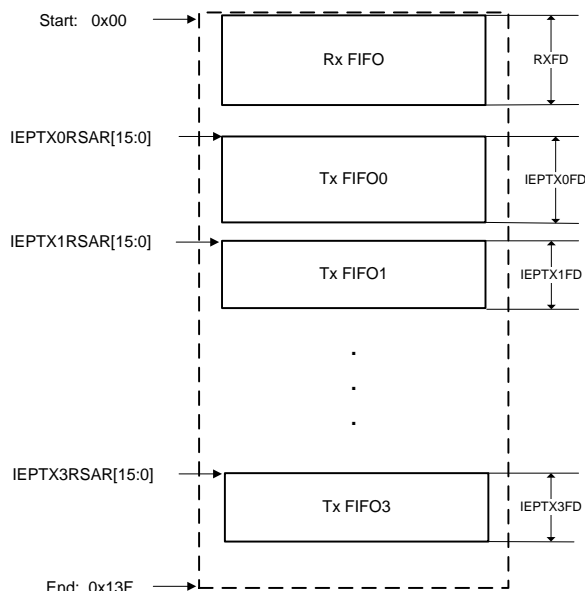 Start: 0x00
Rx FIFO
RXFD
IEPTX0RSAR[15:0]
Tx FIFO0
IEPTX0FD
IEPTX1RSAR[15:0]
Tx FIFO1
IEPTX1FD
.
.
.
IEPTX3RSAR[15:0]
Tx FIFO3
IEPTX3FD
End: 0x13F